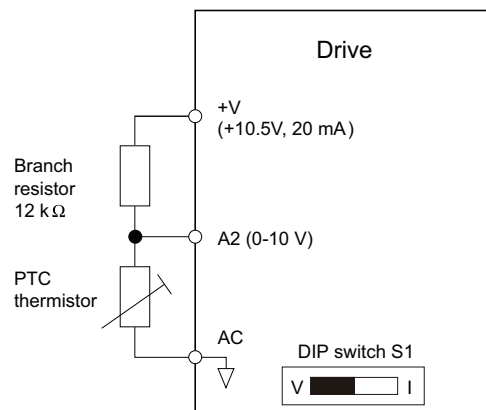 Drive
+V
(+10.5V, 20 mA)
Branch
resistor
12 kΩ
A2 (0-10 V)
PTC
thermistor
AC
DIP switch S1
V I